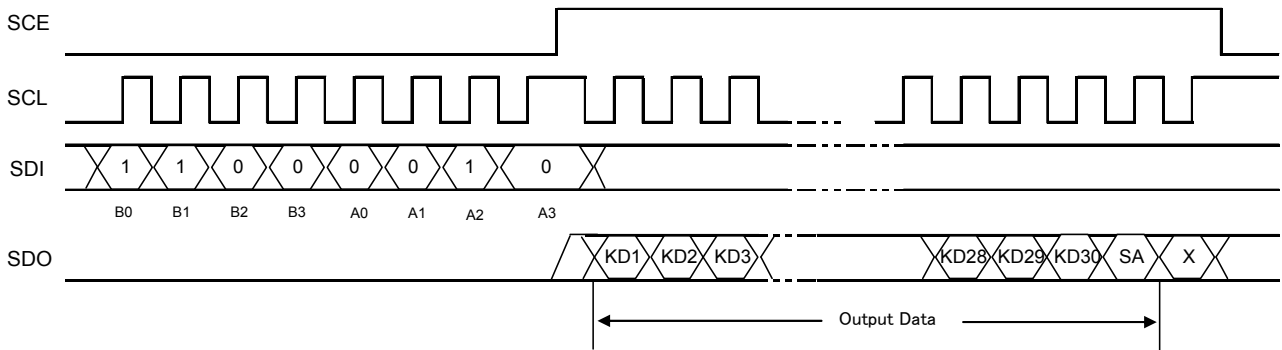 SCE
SCL
SDI 1 1 0 0 0 0 1 0
B0 B1 B2 B3 A0 A1 A2 A3
SDO KD1 KD2 KD3 KD28 KD29 KD30 SA X
Output Data